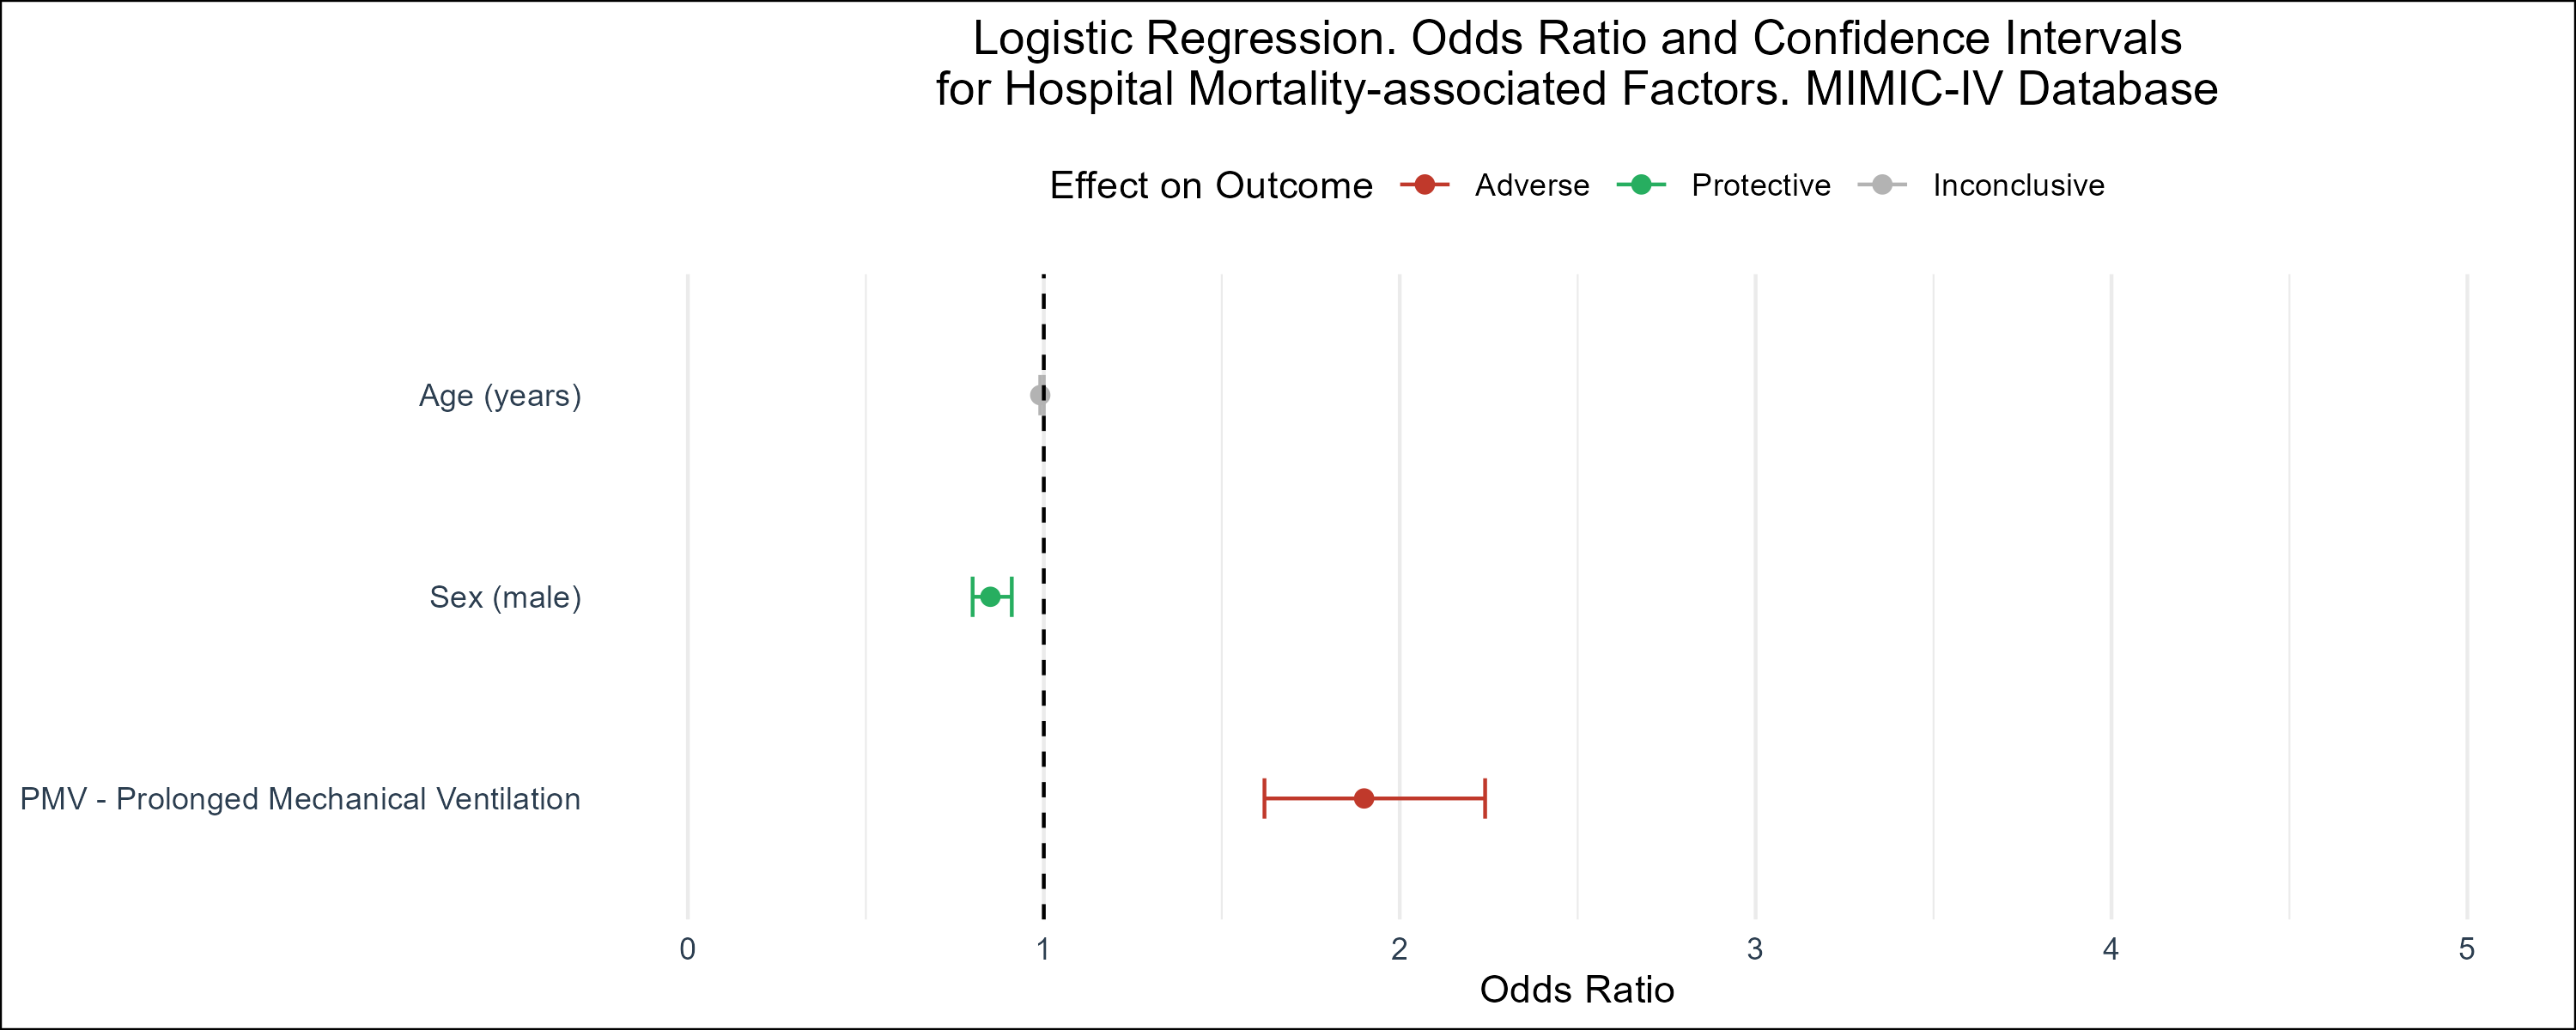 Logistic Regression. Odds Ratio and Confidence Intervals
for Hospital Mortality-associated Factors. MIMIC-IV Database
Effect on Outcome Adverse Protective Inconclusive
Age (years)
Sex (male)
PMV - Prolonged Mechanical Ventilation
0 1 2 3 4 5
Odds Ratio